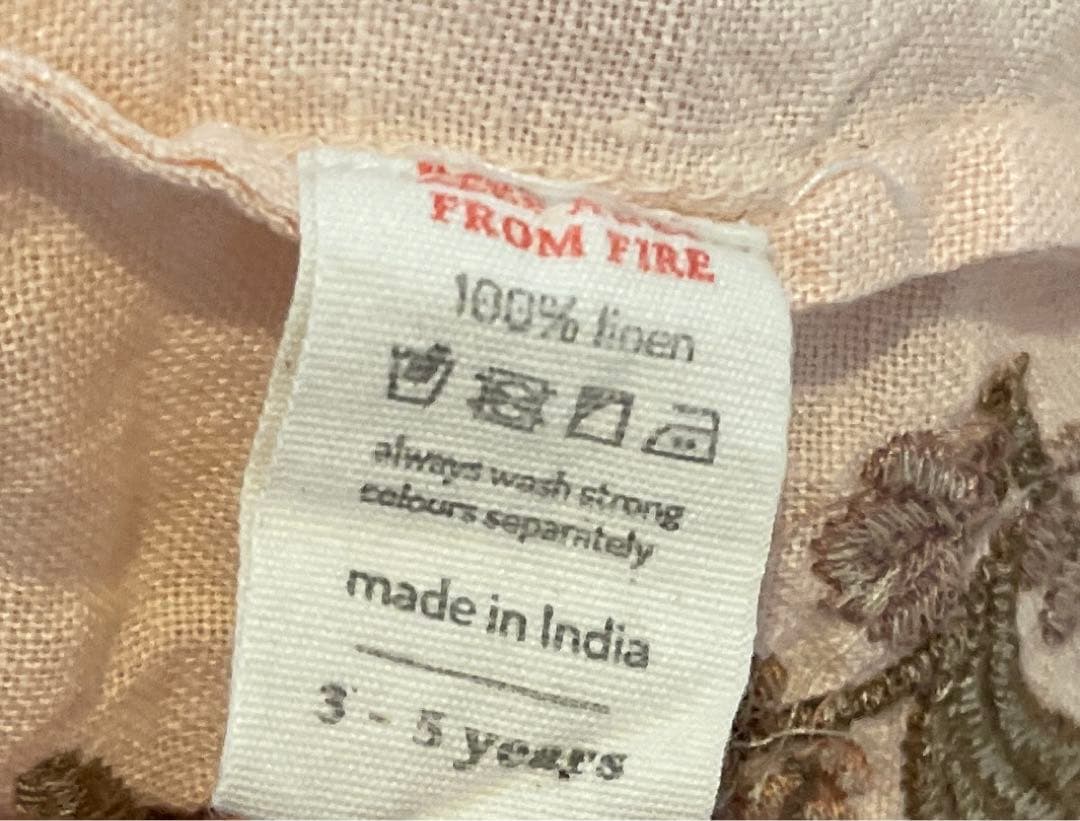 FROM FIRE
100% linen
always wash strong
colours separately
made in India
3 - 5 years